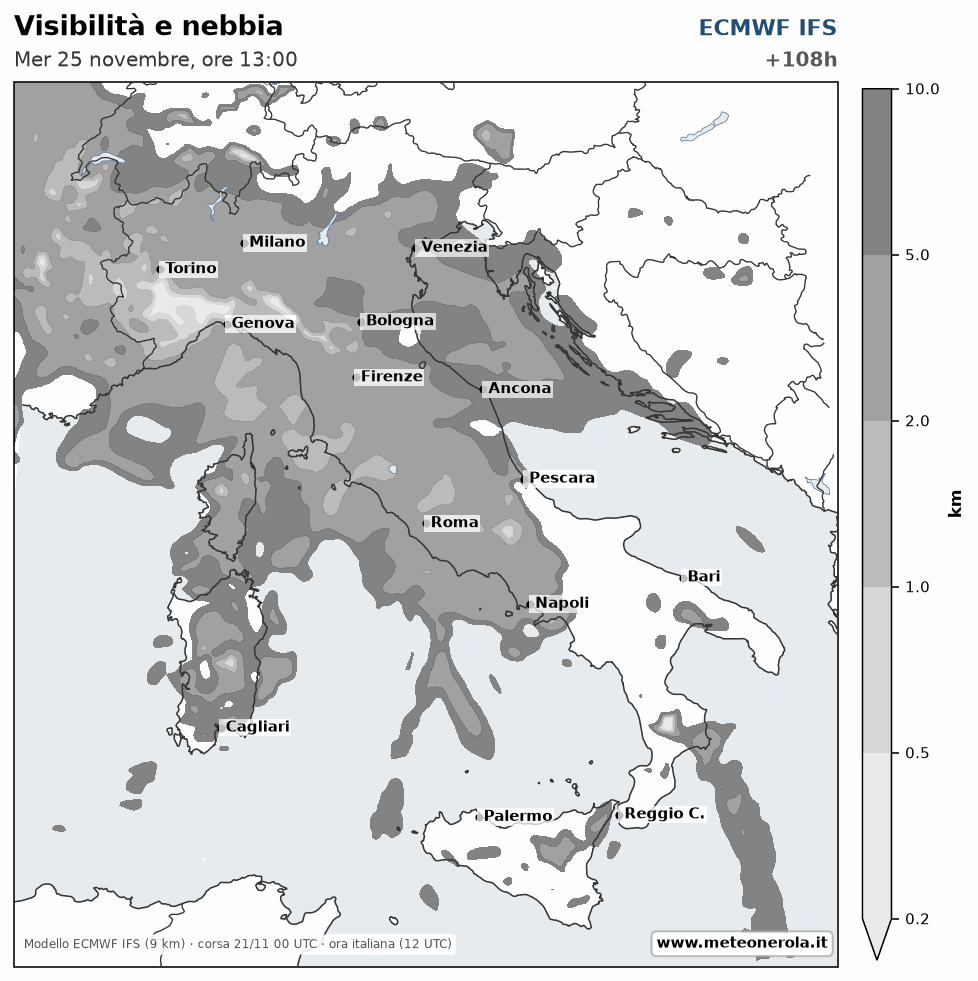 Visibilità e nebbia
ECMWF IFS
Mer 25 novembre, ore 13:00
+108h
10.0
5.0
2.0
1.0
0.5
0.2
km
Milano
Venezia
Torino
Genova
Bologna
Firenze
Ancona
Pescara
Roma
Bari
Napoli
Cagliari
Palermo
Reggio C.
Modello ECMWF IFS (9 km) · corsa 21/11 00 UTC · ora italiana (12 UTC)
www.meteonerola.it